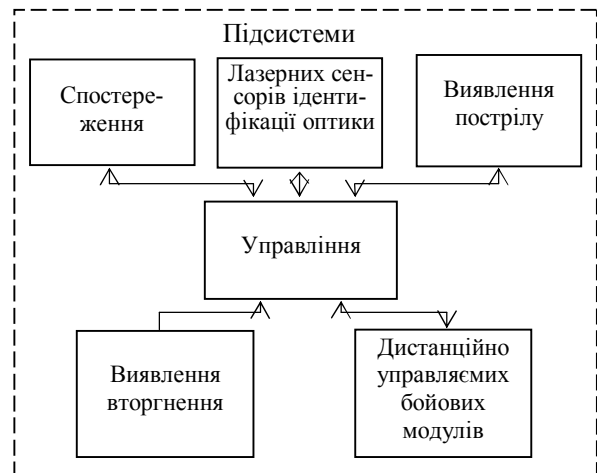 Підсистеми
Спостере-
ження
Лазерних сен-
сорів іденти-
фікації оптики
Виявлення
пострілу
Управління
Виявлення
вторгнення
Дистанційно
управляємих
бойових
модулів